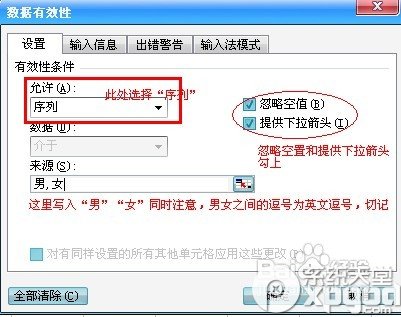 数据有效性
设置 输入信息 出错警告 输入法模式
有效性条件
允许(A):
此处选择“序列”
序列
忽略空值(B)
数据(D):
提供下拉箭头(I)
介于
忽略空置和提供下拉箭头
勾上
来源(S):
男,女
这里写入“男”“女”同时注意,男女之间的逗号为英文逗号,切记
对有同样设置的所有其他单元格应用这些更改(P)
全部清除(C)